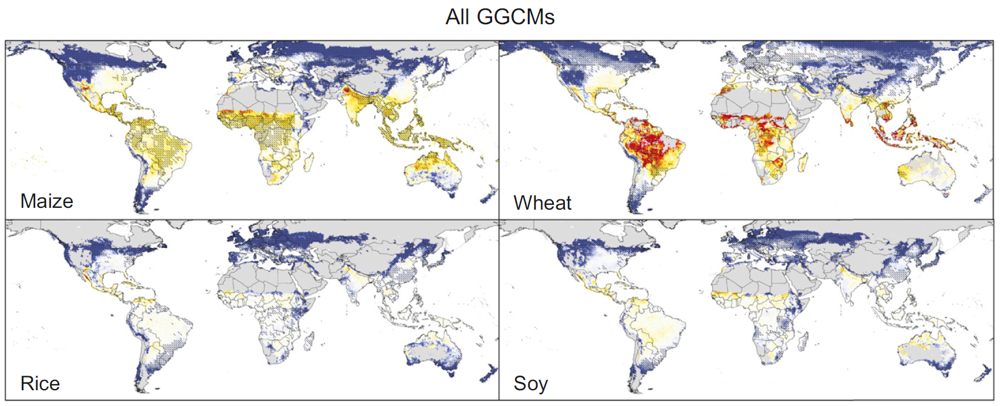 All GGCMs
Maize
Wheat
Rice
Soy